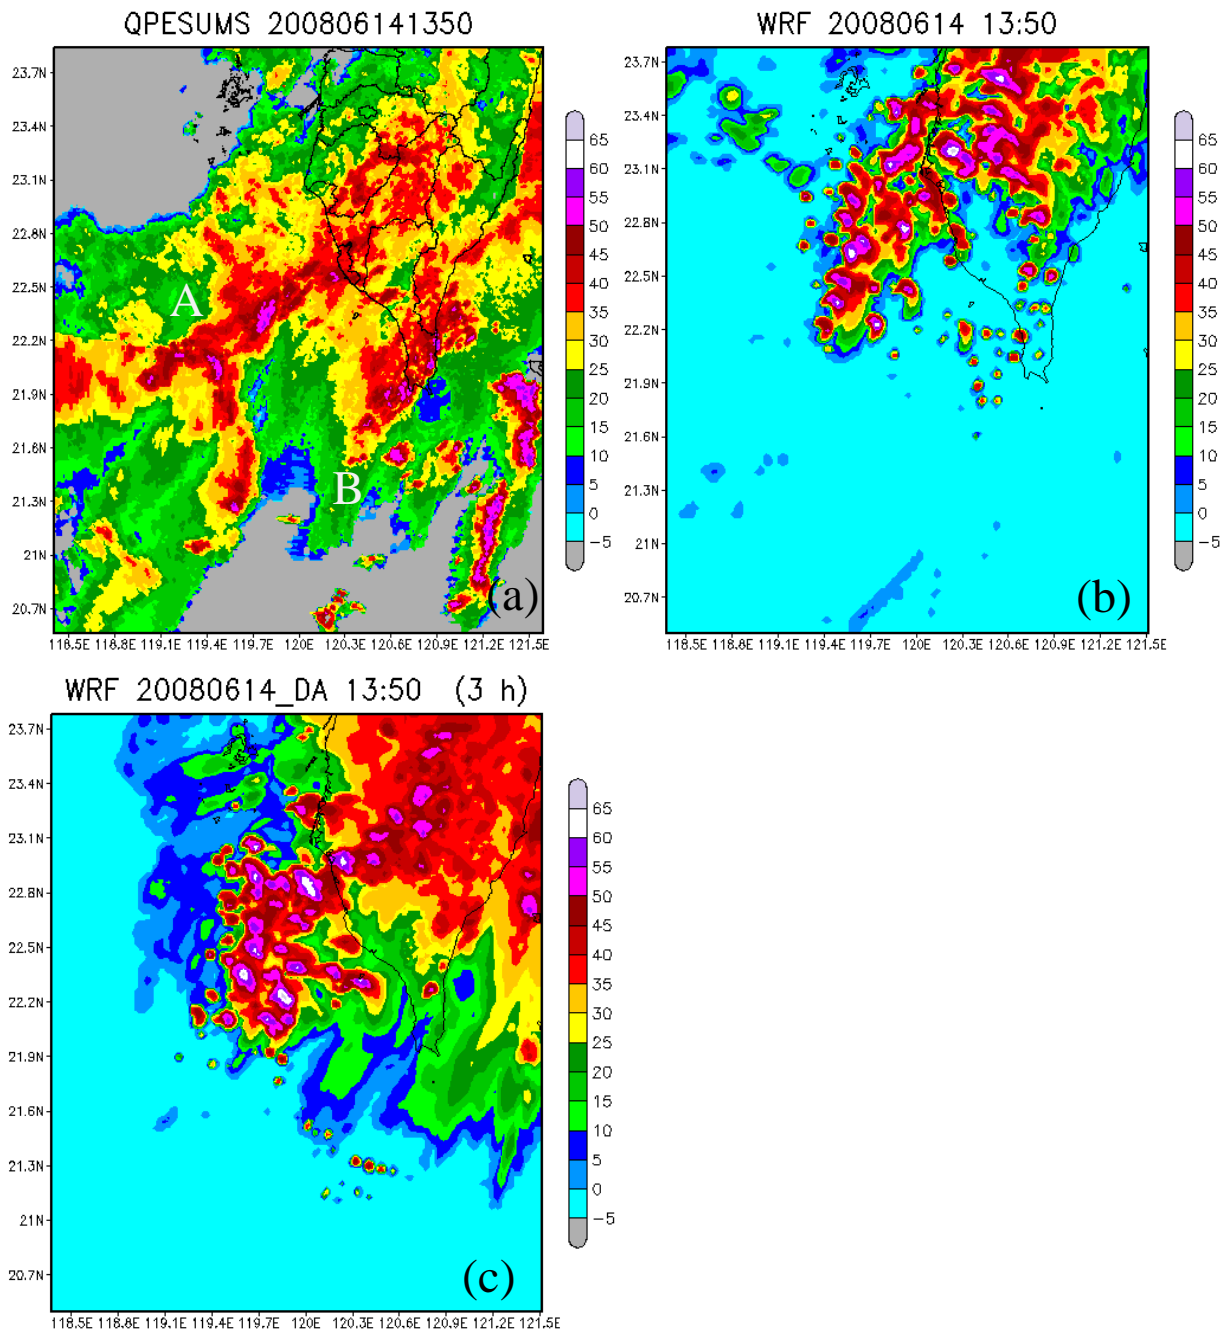 QPESUMS 200806141350
23.7N
23.4N
23.1N
22.8N
22.5N
22.2N
21.9N
21.6N
21.3N
21N
20.7N
118.5E 118.8E 119.1E 119.4E 119.7E 120E 120.3E 120.6E 120.9E 121.2E 121.5E
A
B
(a)
65
60
55
50
45
40
35
30
25
20
15
10
5
0
-5
WRF 20080614 13:50
23.7N
23.4N
23.1N
22.8N
22.5N
22.2N
21.9N
21.6N
21.3N
21N
20.7N
118.5E 118.8E 119.1E 119.4E 119.7E 120E 120.3E 120.6E 120.9E 121.2E 121.5E
(b)
65
60
55
50
45
40
35
30
25
20
15
10
5
0
-5
WRF 20080614_DA 13:50 (3 h)
23.7N
23.4N
23.1N
22.8N
22.5N
22.2N
21.9N
21.6N
21.3N
21N
20.7N
118.5E 118.8E 119.1E 119.4E 119.7E 120E 120.3E 120.6E 120.9E 121.2E 121.5E
(c)
65
60
55
50
45
40
35
30
25
20
15
10
5
0
-5